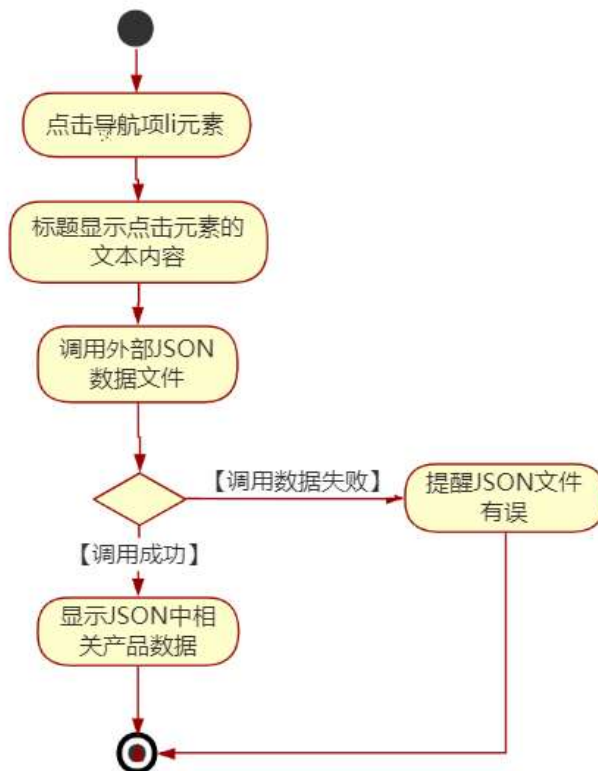 点击导航项li元素
标题显示点击元素的
文本内容
调用外部JSON
数据文件
【调用数据失败】
提醒JSON文件
有误
【调用成功】
显示JSON中相
关产品数据